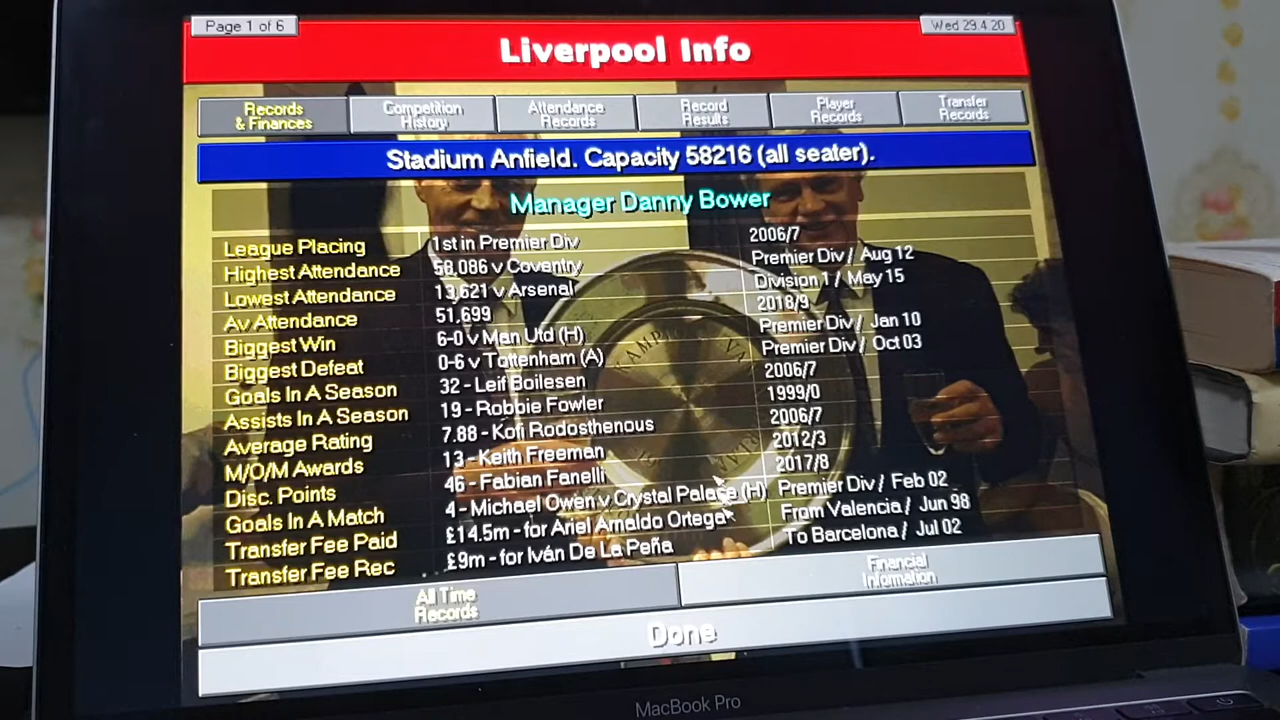 Page 1 of 6
Wed 29.4.20
Liverpool Info
Records & Finances
Competition History
Attendance Records
Record Results
Player Records
Transfer Records
Stadium Anfield. Capacity 58216 (all seater).
Manager Danny Bower
League Placing 1st in Premier Div 2006/7
Highest Attendance 58,086 v Coventry Premier Div / Aug 12
Lowest Attendance 13,621 v Arsenal Division 1 / May 15
Av Attendance 51,699 2018/9
Biggest Win 6-0 v Man Utd (H) Premier Div / Jan 10
Biggest Defeat 0-6 v Tottenham (A) Premier Div / Oct 03
Goals In A Season 32 - Leif Boilesen 2006/7
Assists In A Season 19 - Robbie Fowler 1999/0
Average Rating 7.88 - Kofi Rodosthenous 2006/7
M/O/M Awards 13 - Keith Freeman 2012/3
Disc. Points 46 - Fabian Fanelli 2017/8
Goals In A Match 4 - Michael Owen v Crystal Palace (H) Premier Div / Feb 02
Transfer Fee Paid £14.5m - for Ariel Arnaldo Ortega From Valencia / Jun 98
Transfer Fee Rec £9m - for Iván De La Peña To Barcelona / Jul 02
All Time Records
Financial Information
Done
MacBook Pro